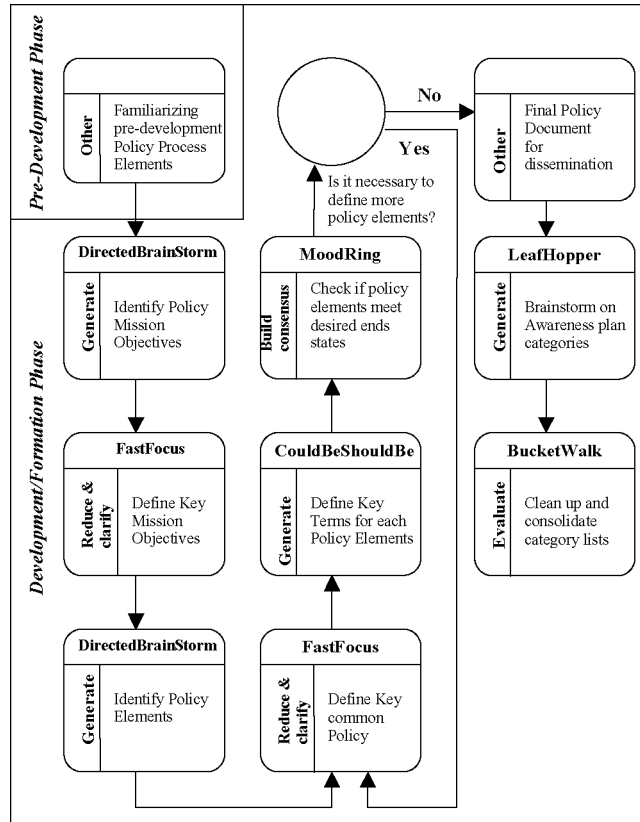 Pre-Development Phase
Other
Familiarizing
pre-development
Policy Process
Elements
Development/Formation Phase
DirectedBrainStorm
Generate
Identify Policy
Mission
Objectives
FastFocus
Reduce &
clarify
Define Key
Mission
Objectives
DirectedBrainStorm
Generate
Identify Policy
Elements
FastFocus
Reduce &
clarify
Define Key
common
Policy
CouldBeShouldBe
Generate
Define Key
Terms for each
Policy Elements
MoodRing
Build
consensus
Check if policy
elements meet
desired ends
states
Is it necessary to
define more
policy elements?
No
Yes
Other
Final Policy
Document
for
dissemination
LeafHopper
Generate
Brainstorm on
Awareness plan
categories
BucketWalk
Evaluate
Clean up and
consolidate
category lists